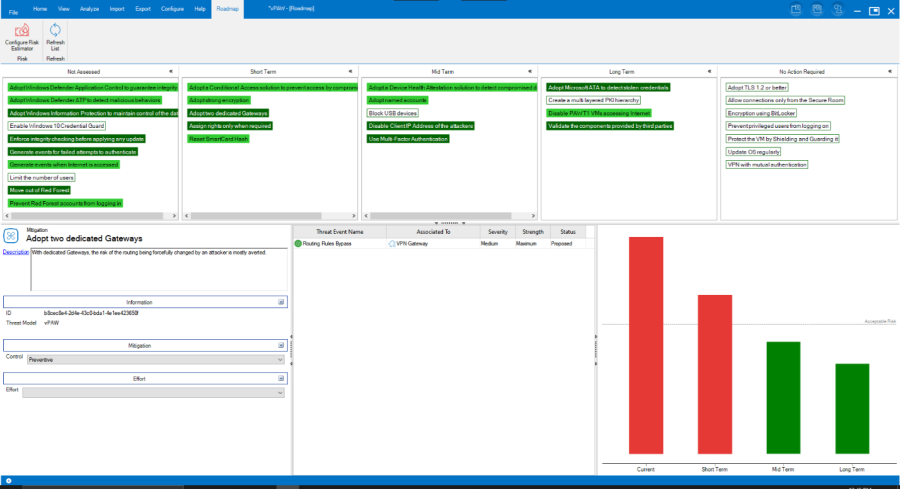 File Home View Analyze Import Export Configure Help Roadmap *vPAW - [Roadmap]
Configure Risk Estimator
Refresh List
Risk
Refresh
Not Assessed
Adopt Windows Defender Application Control to guarantee integrity
Adopt Windows Defender ATP to detect malicious behaviors
Adopt Windows Information Protection to maintain control of the dat
Enable Windows 10 Credential Guard
Enforce integrity checking before applying any update
Generate events for failed attempts to authenticate
Generate events when Internet is accessed
Limit the number of users
Move out of Red Forest
Prevent Red Forest accounts from logging in
Short Term
Adopt a Conditional Access solution to prevent access by compromi
Adopt strong encryption
Adopt two dedicated Gateways
Assign rights only when required
Reset SmartCard Hash
Mid Term
Adopt a Device Health Attestation solution to detect compromised d
Adopt named accounts
Block USB devices
Disable Client IP Address of the attackers
Use Multi-Factor Authentication
Long Term
Adopt Microsoft ATA to detect stolen credentials
Create a multi layered PKI hierarchy
Disable PAW/T1 VMs accessing Internet
Validate the components provided by third parties
No Action Required
Adopt TLS 1.2 or better
Allow connections only from the Secure Room
Encryption using BitLocker
Prevent privileged users from logging on
Protect the VM by Shielding and Guarding it
Update OS regularly
VPN with mutual authentication
Mitigation
Adopt two dedicated Gateways
Description With dedicated Gateways, the risk of the routing being forcefully changed by an attacker is mostly averted.
Information
ID
Threat Model vPAW
Mitigation
Control Preventive
Effort
Effort
Threat Event Name Associated To Severity Strength Status
Routing Rules Bypass VPN Gateway Medium Maximum Proposed
Acceptable Risk
Current Short Term Mid Term Long Term